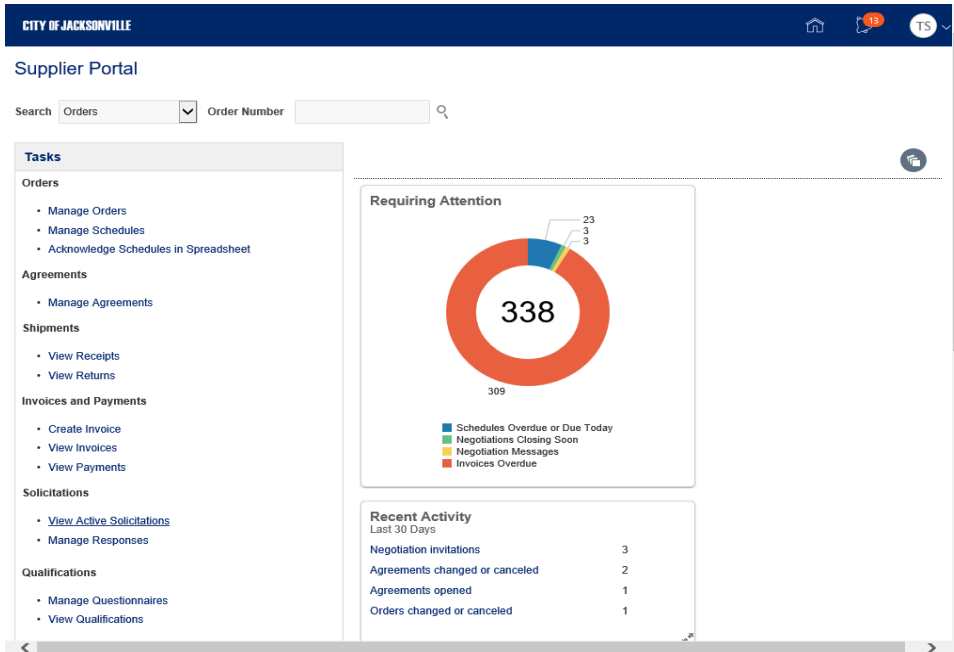 C1TY OF JACKSONV1LLE
13
TS
Supplier Portal
Search Orders Order Number
Tasks
Orders
Manage Orders
Manage Schedules
Acknowledge Schedules in Spreadsheet
Agreements
Manage Agreements
Shipments
View Receipts
View Returns
Invoices and Payments
Create Invoice
View Invoices
View Payments
Solicitations
View Active Solicitations
Manage Responses
Qualifications
Manage Questionnaires
View Qualifications
Requiring Attention
23
3
3
338
309
Schedules Overdue or Due Today
Negotiations Closing Soon
Negotiation Messages
Invoices Overdue
Recent Activity
Last 30 Days
Negotiation invitations 3
Agreements changed or canceled 2
Agreements opened 1
Orders changed or canceled 1